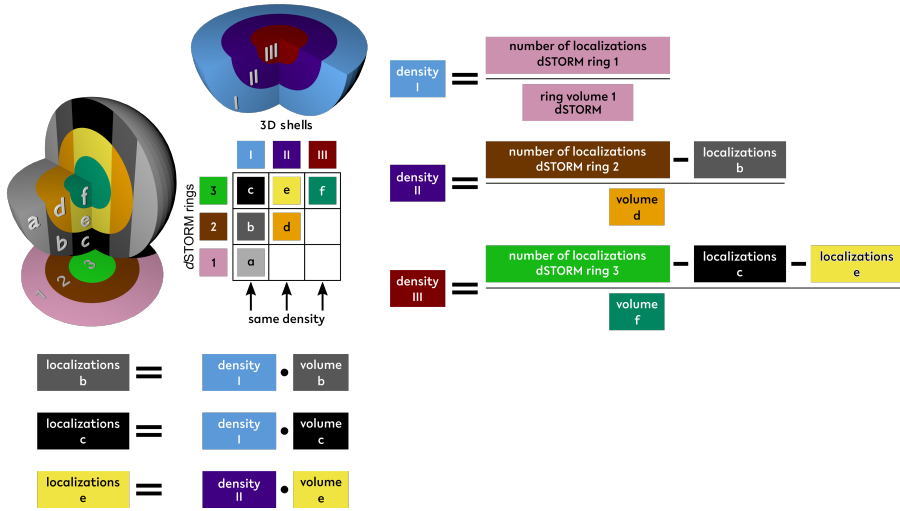 III
II
I
3D shells
I II III
dSTORM rings
3 c e f
2 b d
1 a
same density
f
d
e
a
b
c
3
2
1
density
I
=
number of localizations
dSTORM ring 1
ring volume 1
dSTORM
density
II
=
number of localizations
dSTORM ring 2
-
localizations
b
volume
d
density
III
=
number of localizations
dSTORM ring 3
-
localizations
c
-
localizations
e
volume
f
localizations
b
=
density
I
•
volume
b
localizations
c
=
density
I
•
volume
c
localizations
e
=
density
II
•
volume
e